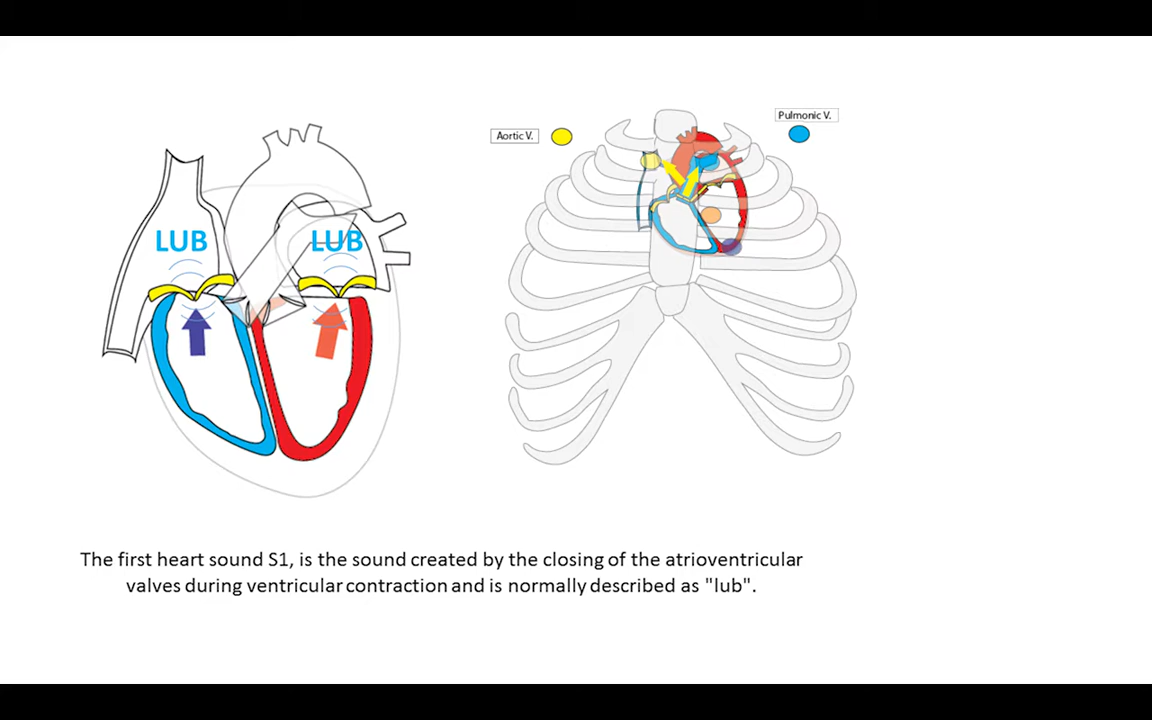 Aortic V.
Pulmonic V.
LUB
LUB
The first heart sound S1, is the sound created by the closing of the atrioventricular
valves during ventricular contraction and is normally described as "lub".